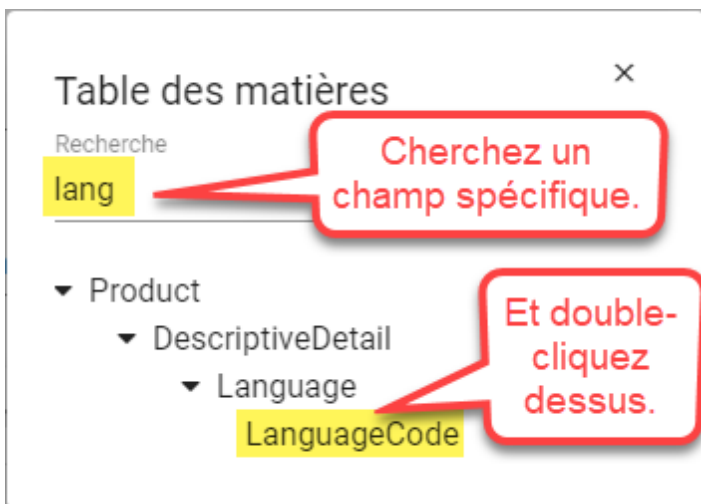 Table des matières
×
Recherche
lang
Cherchez un
champ spécifique.
Product
DescriptiveDetail
Language
LanguageCode
Et double-
cliquez
dessus.